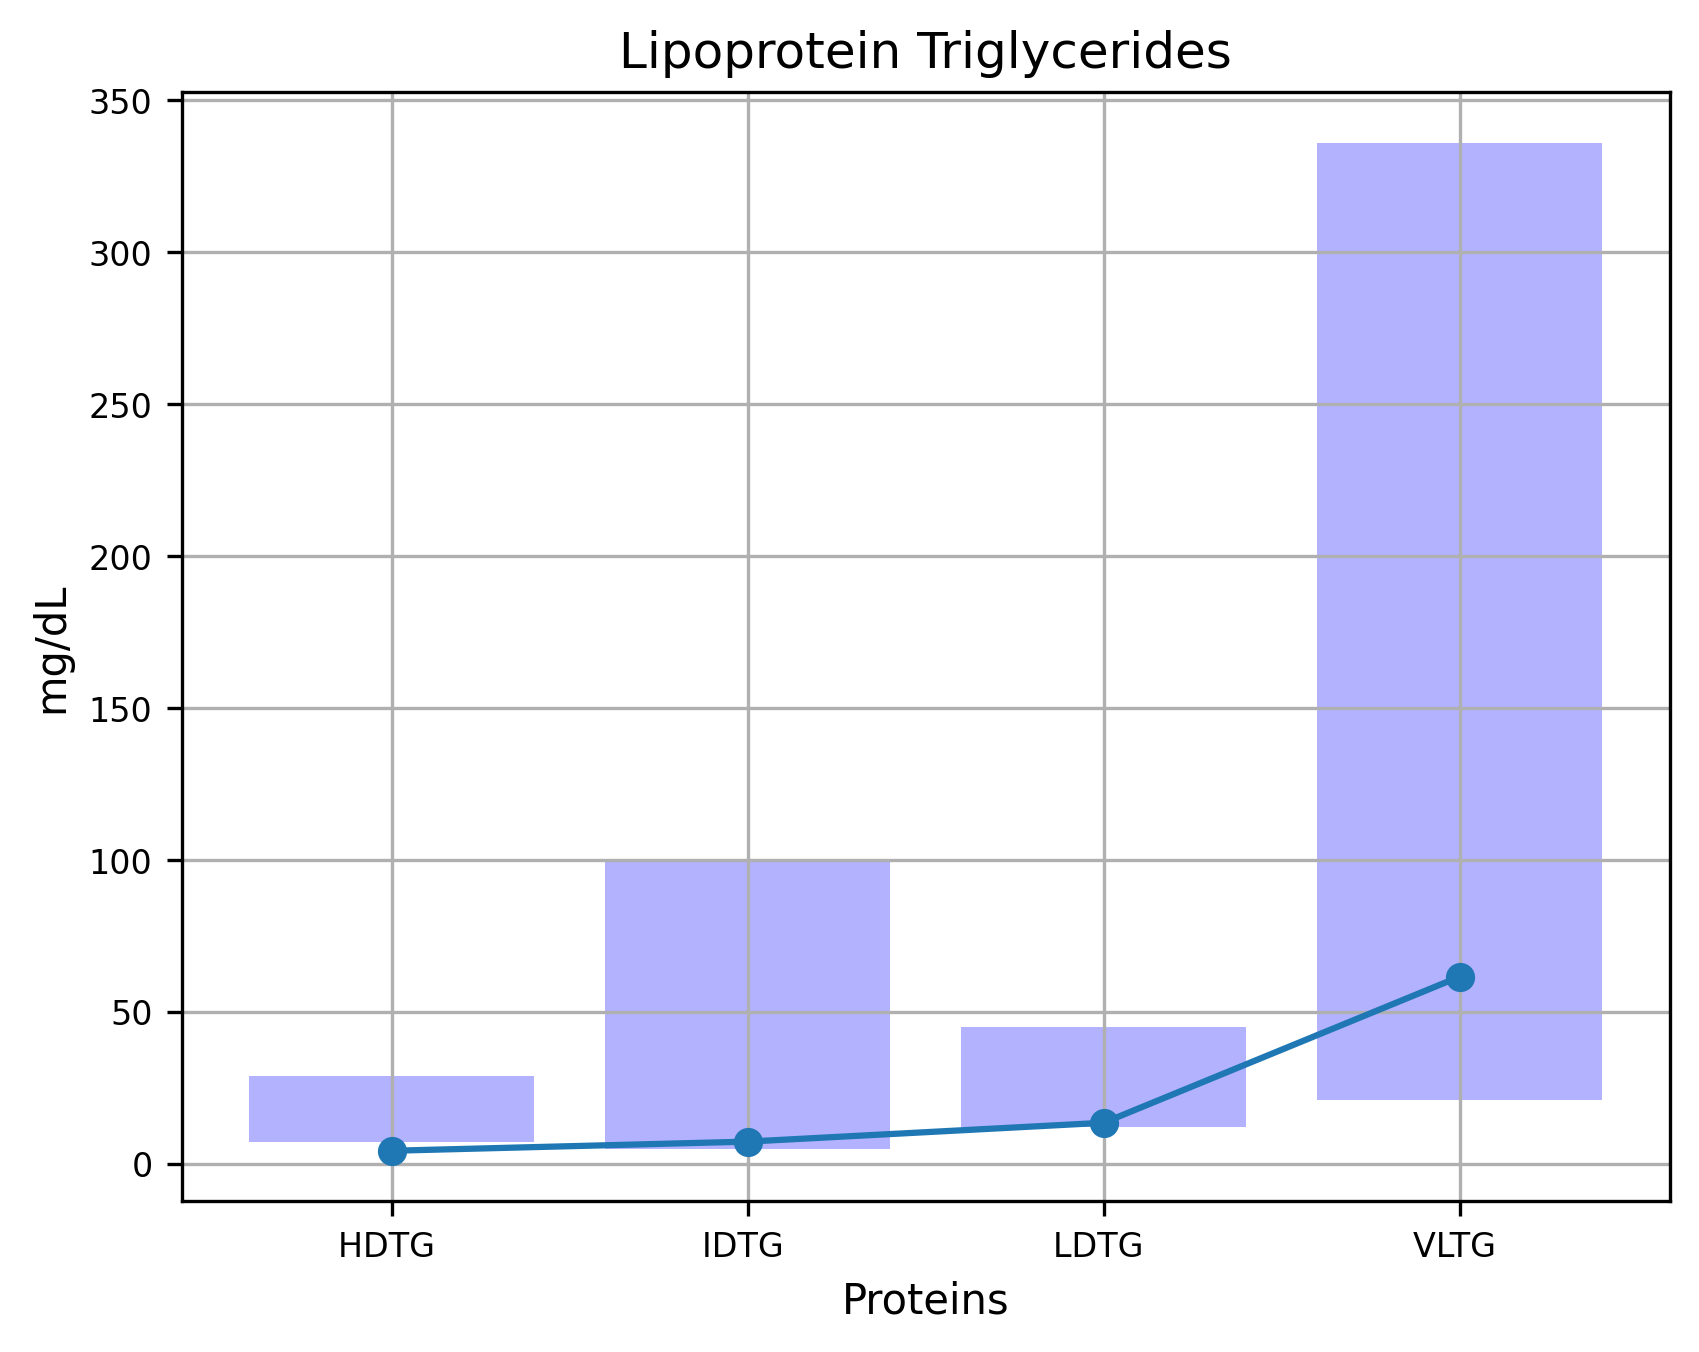 Lipoprotein Triglycerides
350
300
250
200
150
100
50
0
mg/dL
HDTG IDTG LDTG VLTG
Proteins